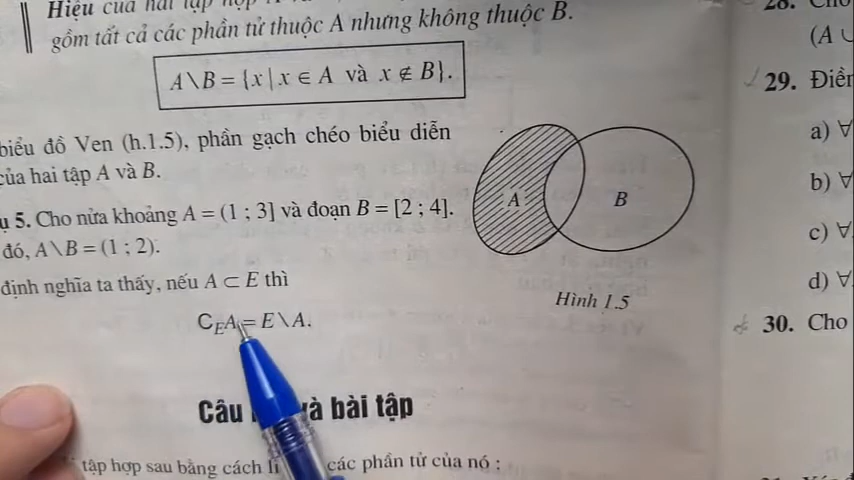 Hiệu của hai tập hợp A
gồm tất cả các phần tử thuộc A nhưng không thuộc B.
A\B = {x | x ∈ A và x ∉ B}.
biểu đồ Ven (h.1.5), phần gạch chéo biểu diễn
của hai tập A và B.
5. Cho nửa khoảng A = (1 ; 3] và đoạn B = [2 ; 4].
đó, A\B = (1 ; 2).
định nghĩa ta thấy, nếu A ⊂ E thì
C_E A = E\A.
A
B
Hình 1.5
Câu và bài tập
tập hợp sau bằng cách các phần tử của nó :
28. Cho
(A ∪
29. Điền
a) ∀
b) ∀
c) ∀
d) ∀
30. Cho